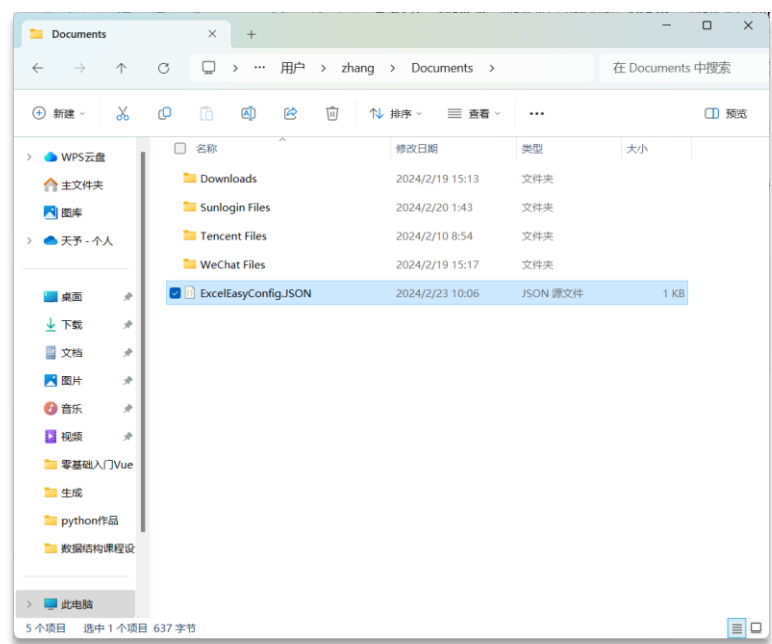 Documents
用户 zhang Documents 在 Documents 中搜索
新建 排序 查看 预览
名称 修改日期 类型 大小
WPS云盘
主文件夹
图库
天予 - 个人
桌面
下载
文档
图片
音乐
视频
零基础入门Vue
生成
python作品
数据结构课程设
此电脑
Downloads 2024/2/19 15:13 文件夹
Sunlogin Files 2024/2/20 1:43 文件夹
Tencent Files 2024/2/10 8:54 文件夹
WeChat Files 2024/2/19 15:17 文件夹
ExcelEasyConfig.JSON 2024/2/23 10:06 JSON 源文件 1 KB
5 个项目 选中 1 个项目 637 字节